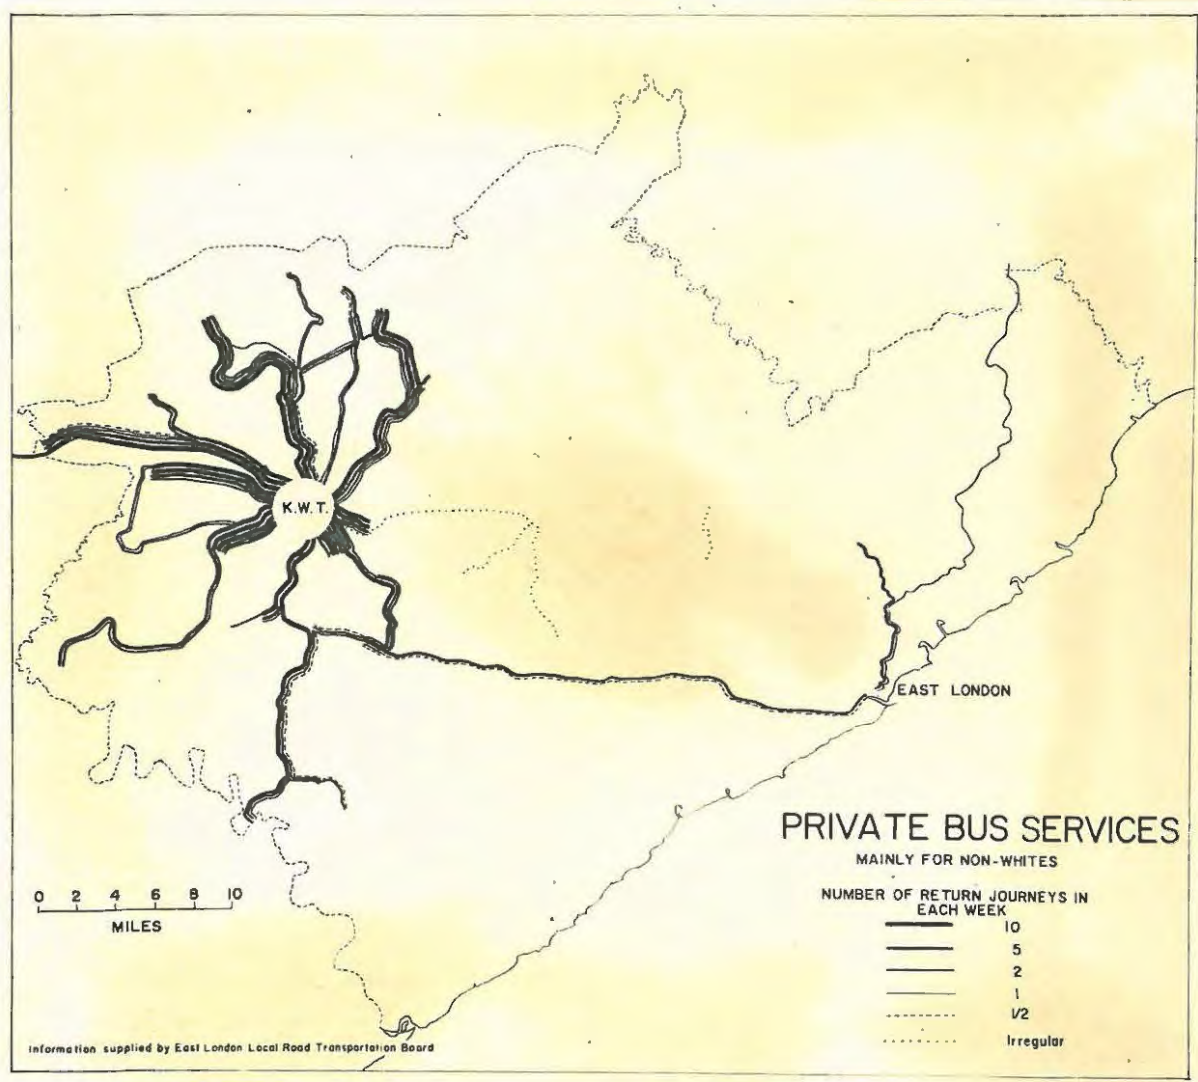 K.W.T.
EAST LONDON
PRIVATE BUS SERVICES
MAINLY FOR NON-WHITES
NUMBER OF RETURN JOURNEYS IN
EACH WEEK
10
5
2
1
1/2
Irregular
0 2 4 6 8 10
MILES
Information supplied by East London Local Road Transportation Board